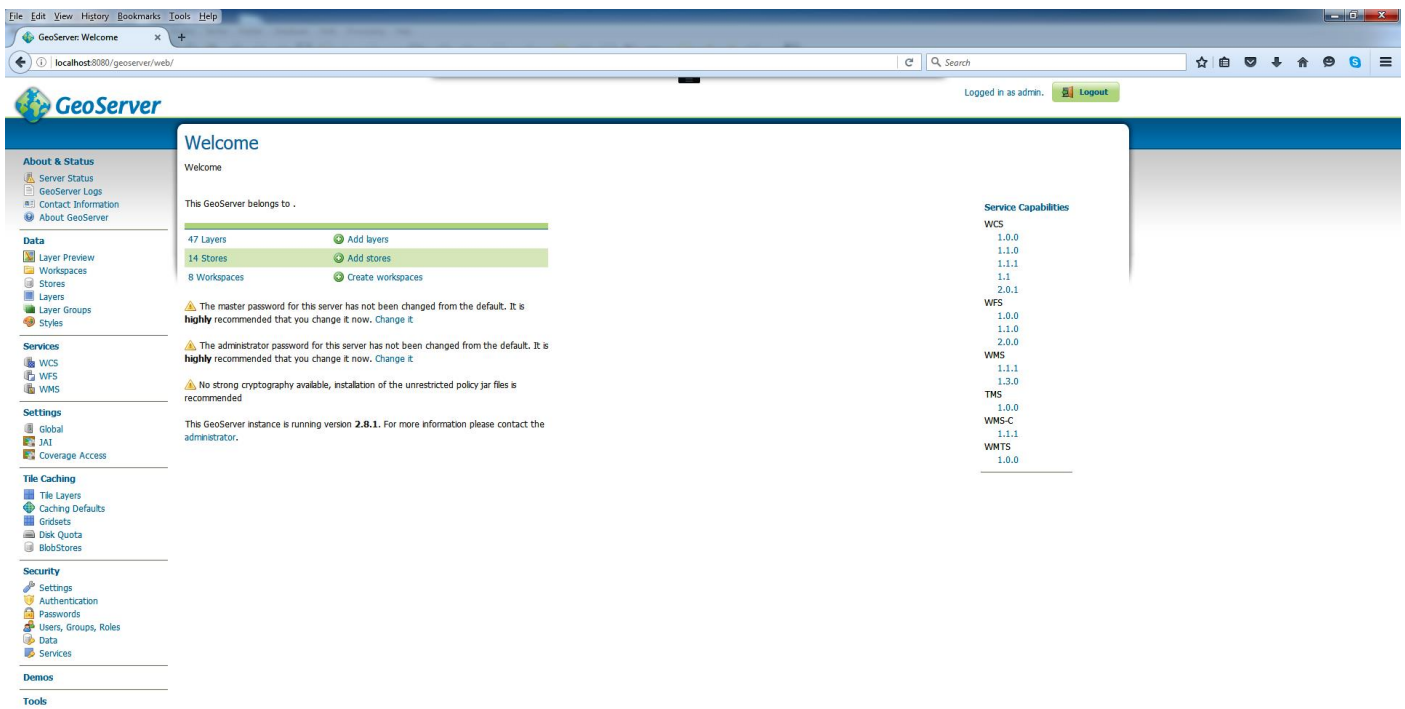 File Edit View History Bookmarks Tools Help
GeoServer: Welcome × +
localhost:8080/geoserver/web/
Search
GeoServer
Logged in as admin. Logout
About & Status
Server Status
GeoServer Logs
Contact Information
About GeoServer
Data
Layer Preview
Workspaces
Stores
Layers
Layer Groups
Styles
Services
WCS
WFS
WMS
Settings
Global
JAI
Coverage Access
Tile Caching
Tile Layers
Caching Defaults
Gridsets
Disk Quota
BlobStores
Security
Settings
Authentication
Passwords
Users, Groups, Roles
Data
Services
Demos
Tools
Welcome
Welcome
This GeoServer belongs to .
47 Layers Add layers
14 Stores Add stores
8 Workspaces Create workspaces
The master password for this server has not been changed from the default. It is
highly recommended that you change it now. Change it
The administrator password for this server has not been changed from the default. It is
highly recommended that you change it now. Change it
No strong cryptography available, installation of the unrestricted policy jar files is
recommended
This GeoServer instance is running version 2.8.1. For more information please contact the
administrator.
Service Capabilities
WCS
1.0.0
1.1.0
1.1.1
1.1
2.0.1
WFS
1.0.0
1.1.0
2.0.0
WMS
1.1.1
1.3.0
TMS
1.0.0
WMS-C
1.1.1
WMTS
1.0.0